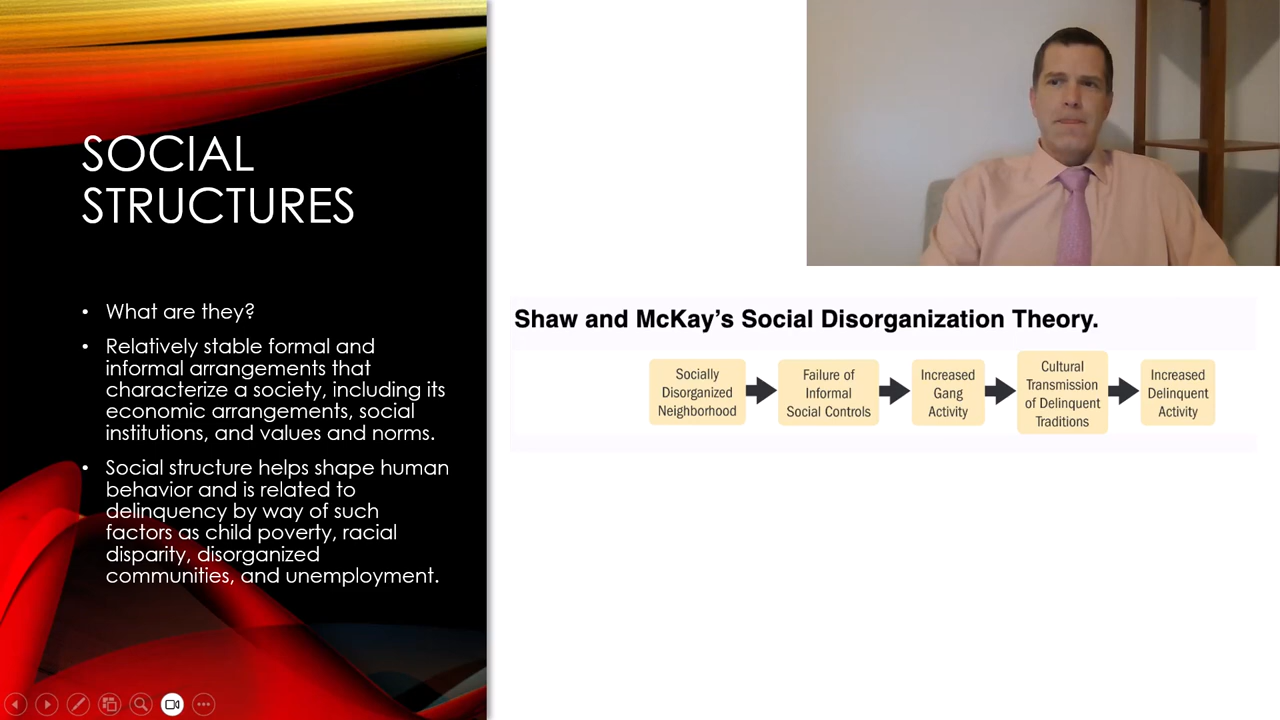 SOCIAL
STRUCTURES
• What are they?
• Relatively stable formal and
informal arrangements that
characterize a society, including its
economic arrangements, social
institutions, and values and norms.
• Social structure helps shape human
behavior and is related to
delinquency by way of such
factors as child poverty, racial
disparity, disorganized
communities, and unemployment.
Shaw and McKay’s Social Disorganization Theory.
Socially
Disorganized
Neighborhood
Failure of
Informal
Social Controls
Increased
Gang
Activity
Cultural
Transmission
of Delinquent
Traditions
Increased
Delinquent
Activity